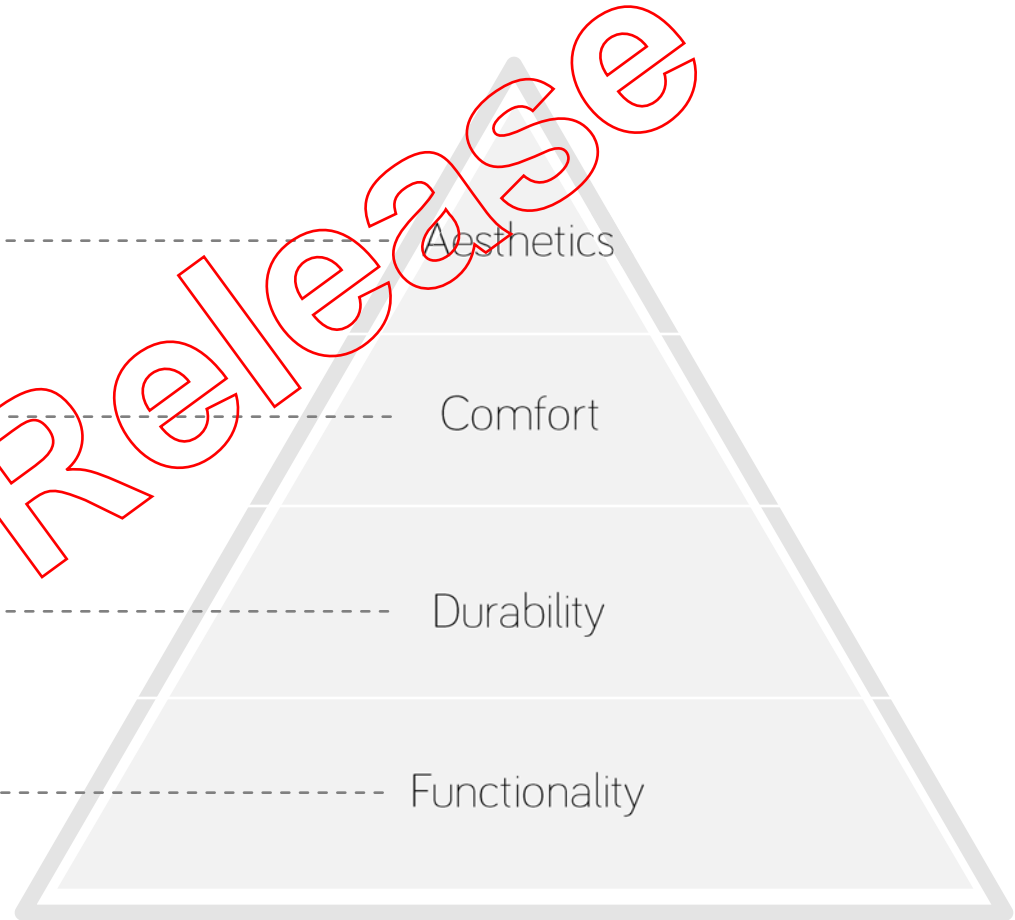 Release
Aesthetics
Comfort
Durability
Functionality